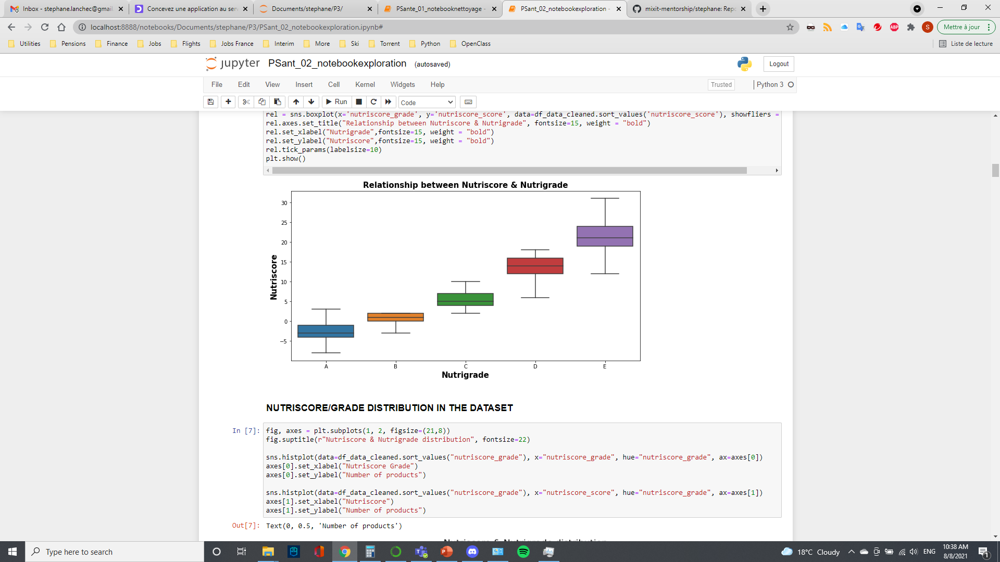 Inbox - stephane.lanchec@gmail.
Concevez une application au ser
Documents/stephane/P3/
PSante_01_notebooknettoyage -
PSant_02_notebookexploration -
mixit-mentorship/stephane: Repo
localhost:8888/notebooks/Documents/stephane/P3/PSant_02_notebookexploration.ipynb#
ABP
S
Mettre à jour
Utilities
Pensions
Finance
Jobs
Flights
Jobs France
Interim
More
Ski
Torrent
Python
OpenClass
Liste de lecture
jupyter
PSant_02_notebookexploration
(autosaved)
Logout
File
Edit
View
Insert
Cell
Kernel
Widgets
Help
Trusted
Python 3
Run
Code
rel = sns.boxplot(x='nutriscore_grade', y='nutriscore_score', data=df_data_cleaned.sort_values('nutriscore_score'), showfliers =
rel.axes.set_title("Relationship between Nutriscore & Nutrigrade", fontsize=15, weight = "bold")
rel.set_xlabel("Nutrigrade",fontsize=15, weight = "bold")
rel.set_ylabel("Nutriscore",fontsize=15, weight = "bold")
rel.tick_params(labelsize=10)
plt.show()
Relationship between Nutriscore & Nutrigrade
30
25
20
15
10
5
0
−5
Nutriscore
A
B
C
D
E
Nutrigrade
NUTRISCORE/GRADE DISTRIBUTION IN THE DATASET
In [7]:
fig, axes = plt.subplots(1, 2, figsize=(21,8))
fig.suptitle(r"Nutriscore & Nutrigrade distribution", fontsize=22)
sns.histplot(data=df_data_cleaned.sort_values("nutriscore_grade"), x="nutriscore_grade", hue="nutriscore_grade", ax=axes[0])
axes[0].set_xlabel("Nutriscore Grade")
axes[0].set_ylabel("Number of products")
sns.histplot(data=df_data_cleaned.sort_values("nutriscore_grade"), x="nutriscore_score", hue="nutriscore_grade", ax=axes[1])
axes[1].set_xlabel("Nutriscore")
axes[1].set_ylabel("Number of products")
Out[7]:
Text(0, 0.5, 'Number of products')
Nutriscore & Nutrigrade distribution
Type here to search
18°C Cloudy
ENG
10:38 AM
8/8/2021
1